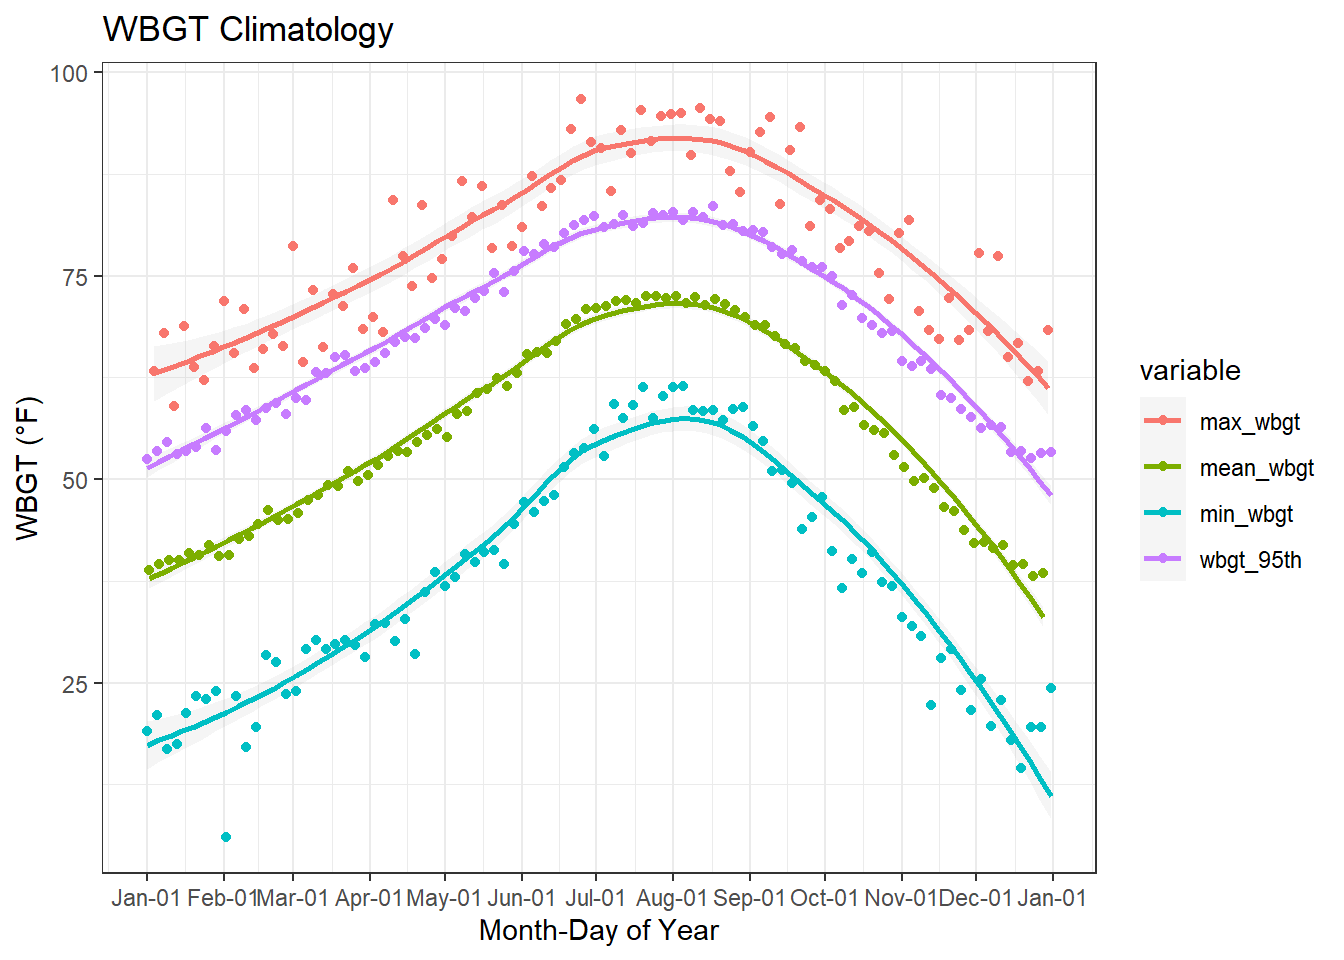 WBGT Climatology
100
75
50
25
WBGT (°F)
Jan-01 Feb-01 Mar-01 Apr-01 May-01 Jun-01 Jul-01 Aug-01 Sep-01 Oct-01 Nov-01 Dec-01 Jan-01
Month-Day of Year
variable
max_wbgt
mean_wbgt
min_wbgt
wbgt_95th